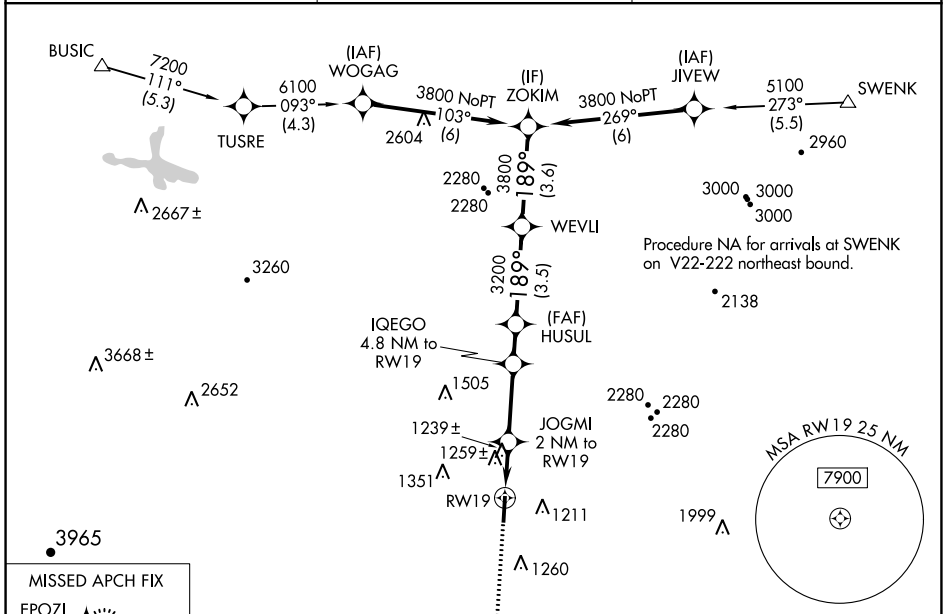 BUSIC
7200
111°
(5.3)
TUSRE
6100
093°
(4.3)
(IAF)
WOGAG
3800 NoPT
103°
(6)
2604
(IF)
ZOKIM
3800 NoPT
269°
(6)
(IAF)
JIVEW
5100
273°
(5.5)
SWENK
2960
2667±
2280
2280
3800
189°
(3.6)
WEVLI
3000
3000
3000
Procedure NA for arrivals at SWENK
on V22-222 northeast bound.
3260
3200
189°
(3.5)
2138
(FAF)
HUSUL
IQEGO
4.8 NM to
RW19
3668±
2652
1505
2280
2280
2280
1239±
1259±
JOGMI
2 NM to
RW19
1351
RW19
1211
1999
1260
MSA RW19 25 NM
7900
3965
MISSED APCH FIX
EPOZI